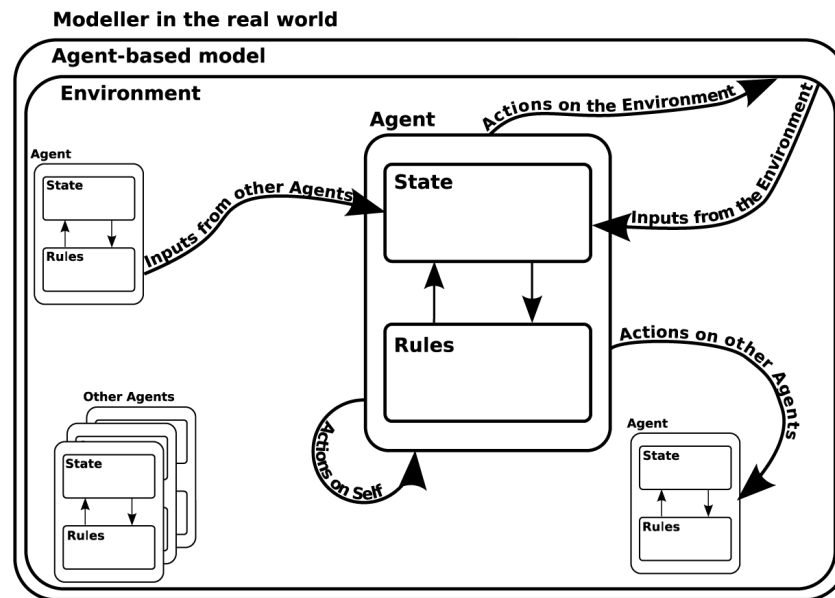 Modeller in the real world
Agent-based model
Environment
Actions on the Environment
Inputs from the Environment
Agent
State
Rules
Agent
State
Rules
Inputs from other Agents
Actions on other Agents
Actions on Self
Other Agents
State
Rules
Agent
State
Rules